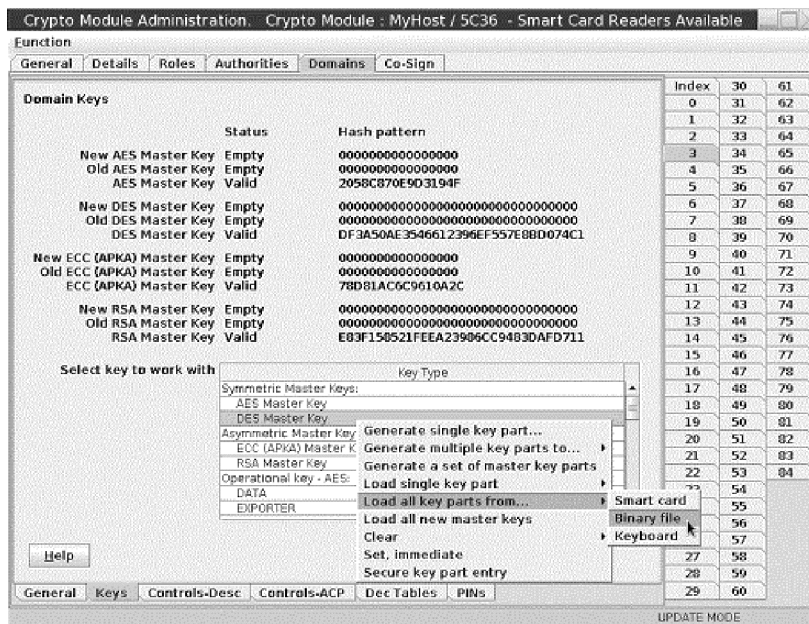 Crypto Module Administration. Crypto Module : MyHost / 5C36 - Smart Card Readers Available
Function
General Details Roles Authorities Domains Co-Sign
Domain Keys
Status Hash pattern
New AES Master Key Empty 0000000000000000
Old AES Master Key Empty 0000000000000000
AES Master Key Valid 2058C870E9D3194F
New DES Master Key Empty 00000000000000000000000000000000
Old DES Master Key Empty 00000000000000000000000000000000
DES Master Key Valid DF3A50AE3546612396EF557E8BD074C1
New ECC (APKA) Master Key Empty 0000000000000000
Old ECC (APKA) Master Key Empty 0000000000000000
ECC (APKA) Master Key Valid 78D81AC6C9610A2C
New RSA Master Key Empty 00000000000000000000000000000000
Old RSA Master Key Empty 00000000000000000000000000000000
RSA Master Key Valid E83F158521FEEA23986CC9483DAFD711
Select key to work with
Key Type
Symmetric Master Keys:
AES Master Key
DES Master Key
Asymmetric Master Key
ECC (APKA) Master K
RSA Master Key
Operational key - AES:
DATA
EXPORTER
Generate single key part...
Generate multiple key parts to...
Generate a set of master key parts
Load single key part
Load all key parts from...
Load all new master keys
Clear
Set, immediate
Secure key part entry
Smart card
Binary file
Keyboard
Help
General Keys Controls-Desc Controls-ACP Dec Tables PINs
Index 30 61
0 31 62
1 32 63
2 33 64
3 34 65
4 35 66
5 36 67
6 37 68
7 38 69
8 39 70
9 40 71
10 41 72
11 42 73
12 43 74
13 44 75
14 45 76
15 46 77
16 47 78
17 48 79
18 49 80
19 50 81
20 51 82
21 52 83
22 53 84
54
55
56
57
27 58
28 59
29 60
UPDATE MODE